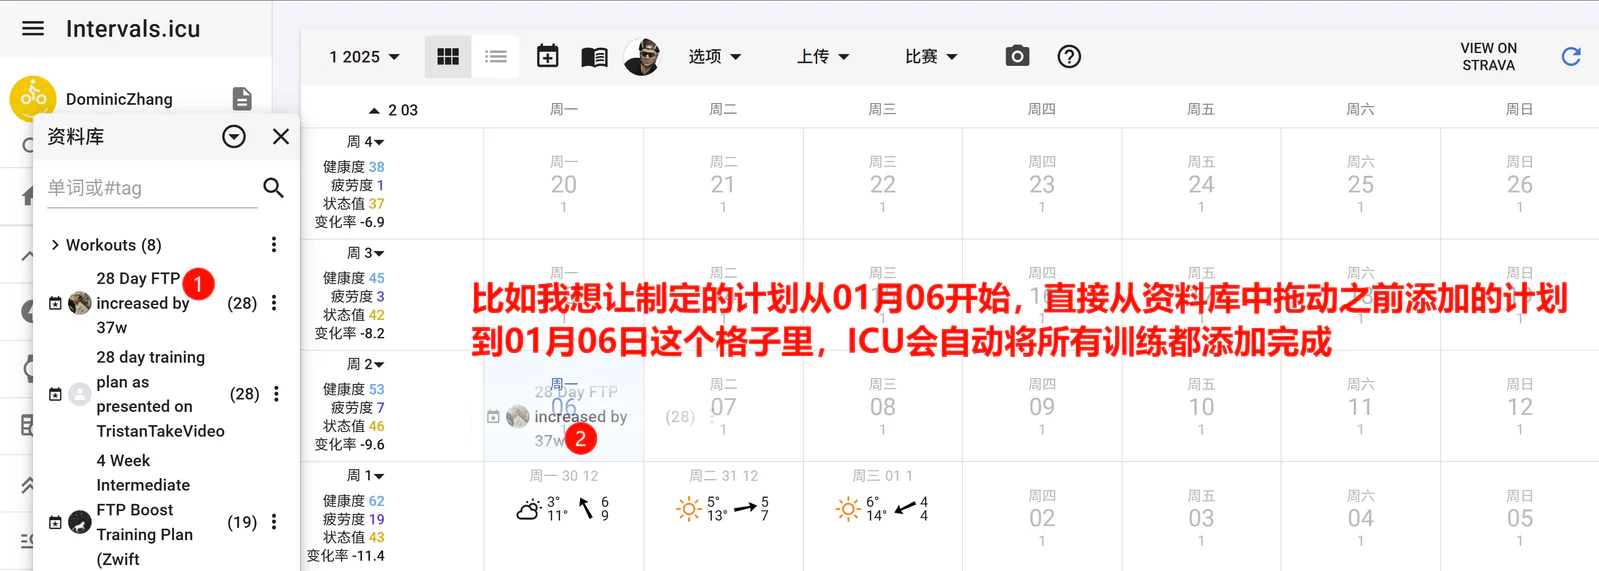 Intervals.icu
DominicZhang
资料库
单词或#tag
Workouts (8)
28 Day FTP
increased by
37w
(28)
1
28 day training
plan as
presented on
TristanTakeVideo
(28)
4 Week
Intermediate
FTP Boost
Training Plan
(Zwift
(19)
1 2025
选项
上传
比赛
VIEW ON
STRAVA
2 03
周一 周二 周三 周四 周五 周六 周日
周 4
健康度 38
疲劳度 1
状态值 37
变化率 -6.9
周一 周二 周三 周四 周五 周六 周日
20 21 22 23 24 25 26
1 1 1 1 1 1 1
周 3
健康度 45
疲劳度 3
状态值 42
变化率 -8.2
周一 周二 周三 周四 周五 周六 周日
比如我想让制定的计划从01月06开始，直接从资料库中拖动之前添加的计划
到01月06日这个格子里，ICU会自动将所有训练都添加完成
周 2
健康度 53
疲劳度 7
状态值 46
变化率 -9.6
周一 周二 周三 周四 周五 周六 周日
06 07 08 09 10 11 12
1 1 1 1 1 1 1
28 Day FTP
increased by
37w
(28)
2
周 1
健康度 62
疲劳度 19
状态值 43
变化率 -11.4
周一 30 12
3°
11°
6
9
周二 31 12
5°
13°
5
7
周三 01 1
6°
14°
4
4
周四 周五 周六 周日
02 03 04 05
1 1 1 1